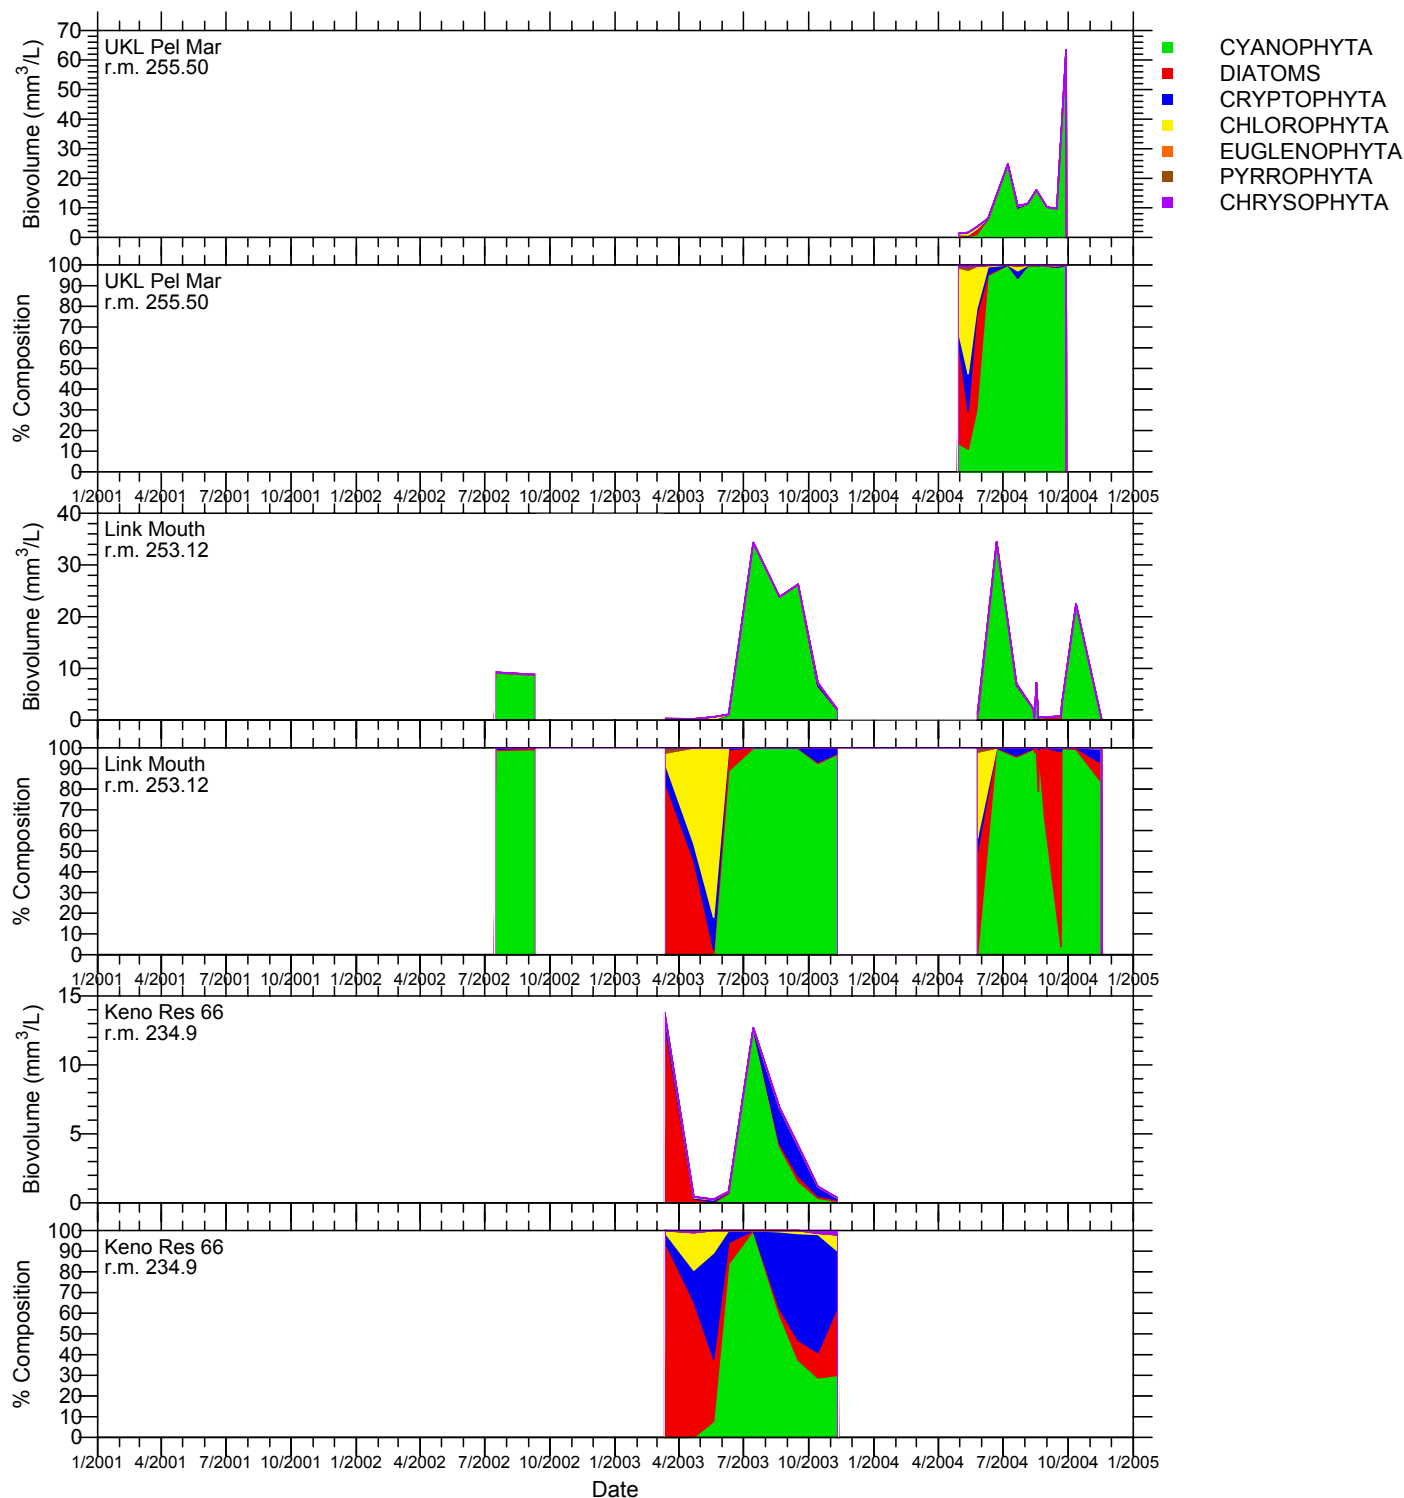 70
60
50
40
30
20
10
0
Biovolume (mm³/L)
UKL Pel Mar
r.m. 255.50
CYANOPHYTA
DIATOMS
CRYPTOPHYTA
CHLOROPHYTA
EUGLENOPHYTA
PYRROPHYTA
CHRYSOPHYTA
100
90
80
70
60
50
40
30
20
10
0
% Composition
UKL Pel Mar
r.m. 255.50
1/2001 4/2001 7/2001 10/2001 1/2002 4/2002 7/2002 10/2002 1/2003 4/2003 7/2003 10/2003 1/2004 4/2004 7/2004 10/2004 1/2005
40
30
20
10
0
Biovolume (mm³/L)
Link Mouth
r.m. 253.12
100
90
80
70
60
50
40
30
20
10
0
% Composition
Link Mouth
r.m. 253.12
1/2001 4/2001 7/2001 10/2001 1/2002 4/2002 7/2002 10/2002 1/2003 4/2003 7/2003 10/2003 1/2004 4/2004 7/2004 10/2004 1/2005
15
10
5
0
Biovolume (mm³/L)
Keno Res 66
r.m. 234.9
100
90
80
70
60
50
40
30
20
10
0
% Composition
Keno Res 66
r.m. 234.9
1/2001 4/2001 7/2001 10/2001 1/2002 4/2002 7/2002 10/2002 1/2003 4/2003 7/2003 10/2003 1/2004 4/2004 7/2004 10/2004 1/2005
Date